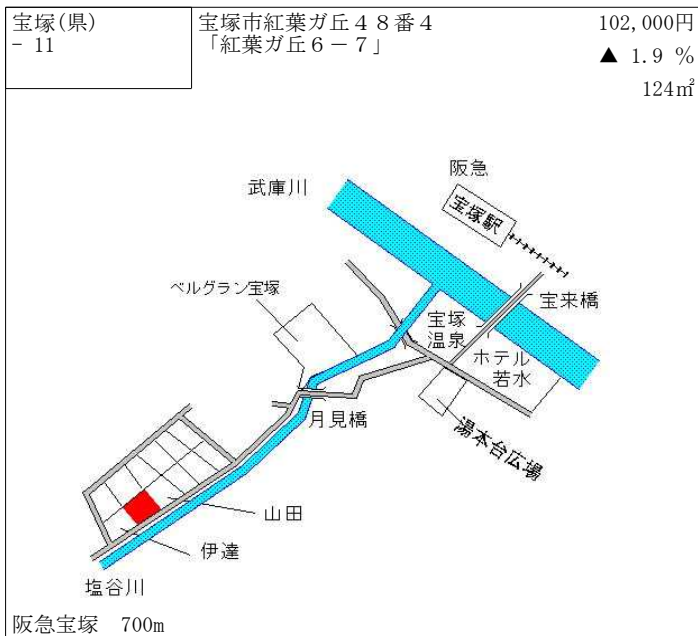 宝塚(県)
- 11
宝塚市紅葉ガ丘４８番４
「紅葉ガ丘６－７」
102,000円
▲ 1.9 %
124㎡
阪急
武庫川
宝塚駅
ベルグラン宝塚
宝来橋
宝塚
温泉
ホテル
若水
月見橋
湯本台広場
山田
伊達
塩谷川
阪急宝塚　700m